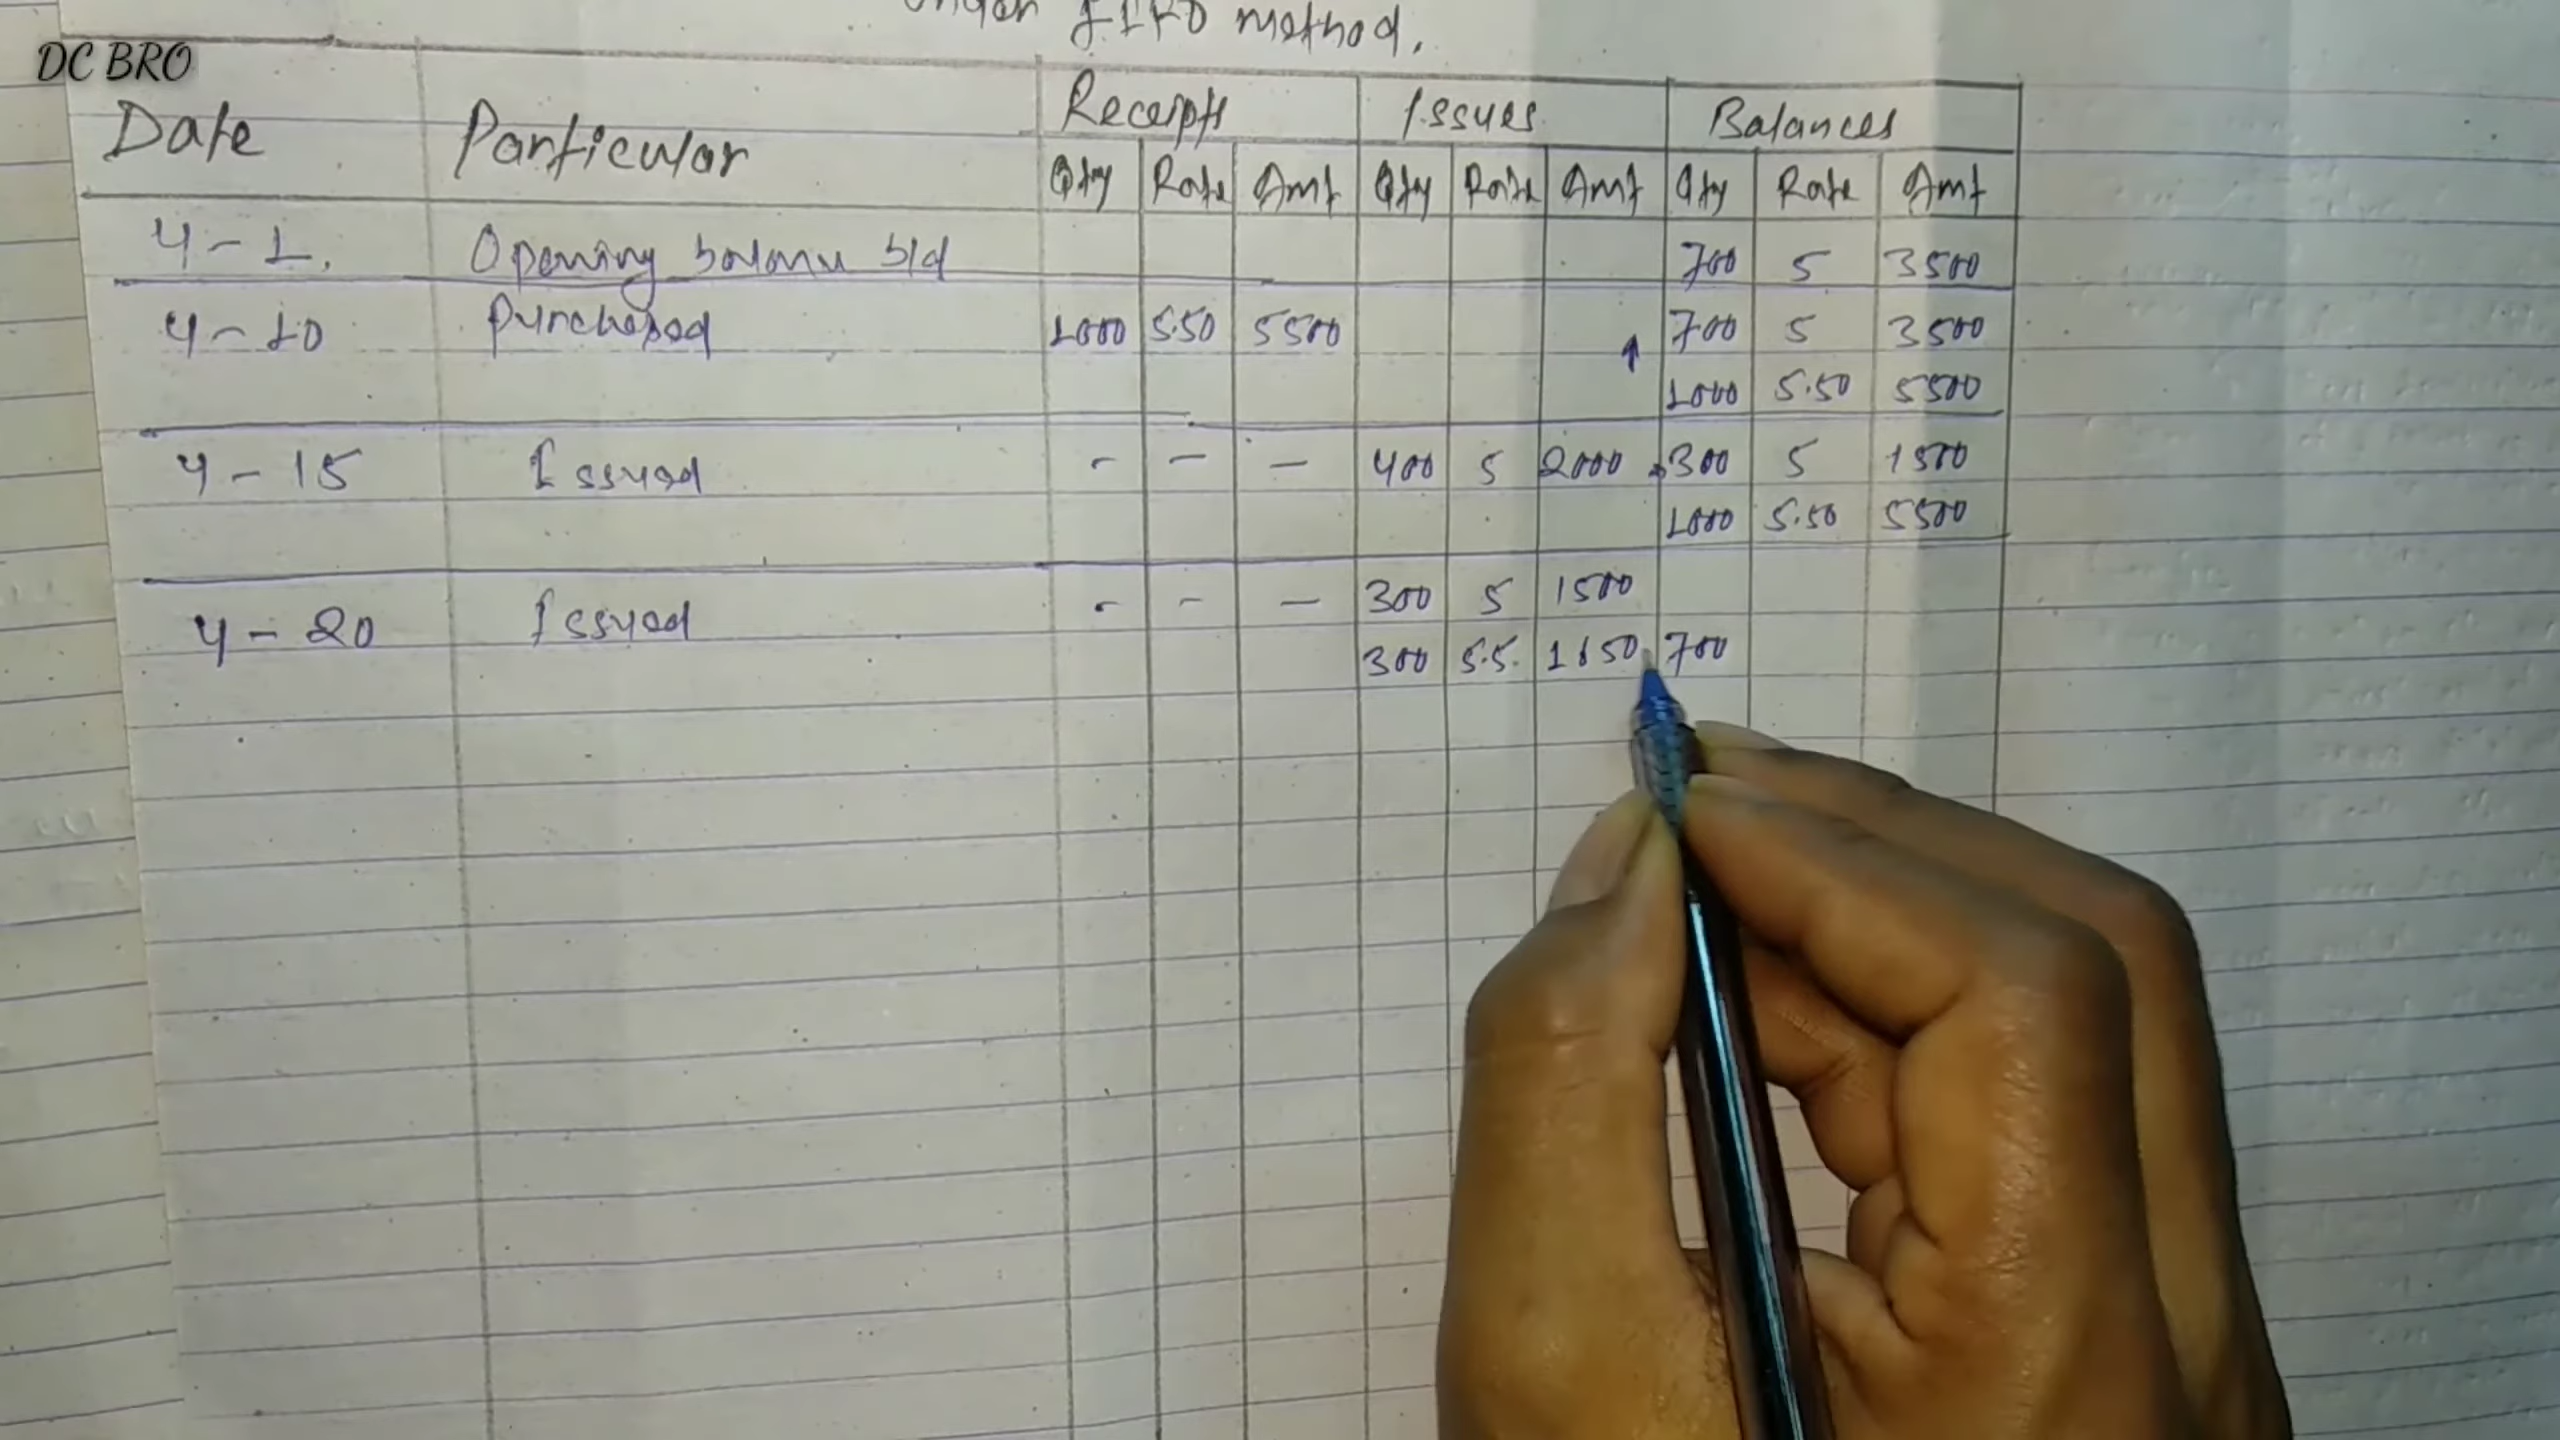 DC BRO
under FIFO method.
Date Particular Receipts Issues Balances
Qty Rate Amt Qty Rate Amt Qty Rate Amt
4-1. Opening balance b/d 700 5 3500
4-10 Purchased 1000 5.50 5500 700 5 3500
1000 5.50 5500
4-15 Issued - - - 400 5 2000 300 5 1500
1000 5.50 5500
4-20 Issued - - - 300 5 1500
300 5.5. 1650 700